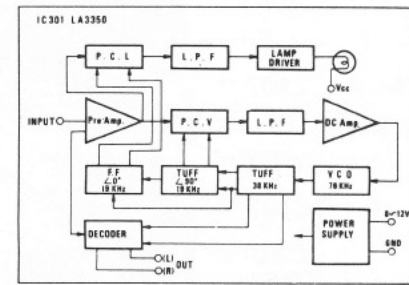 IC301 LA3350
P.C.L
L.P.F
LAMP
DRIVER
Vcc
INPUT
Pre Amp.
P.C.V
L.P.F
DC Amp.
F.F
∠0°
19 KHz
TUFF
∠90°
19 KHz
TUFF
38 KHz
V C O
76 KHz
DECODER
POWER
SUPPLY
8~12V
GND
(L)
(R)
OUT